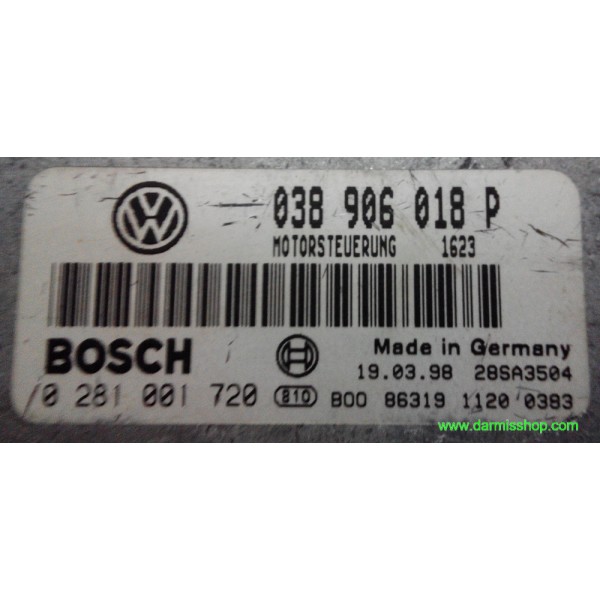 038 906 018 P
MOTORSTEUERUNG 1623
BOSCH
Made in Germany
19.03.98 28SA3504
0 281 001 720 810 B00 86319 1120 0383
www.darmisshop.com